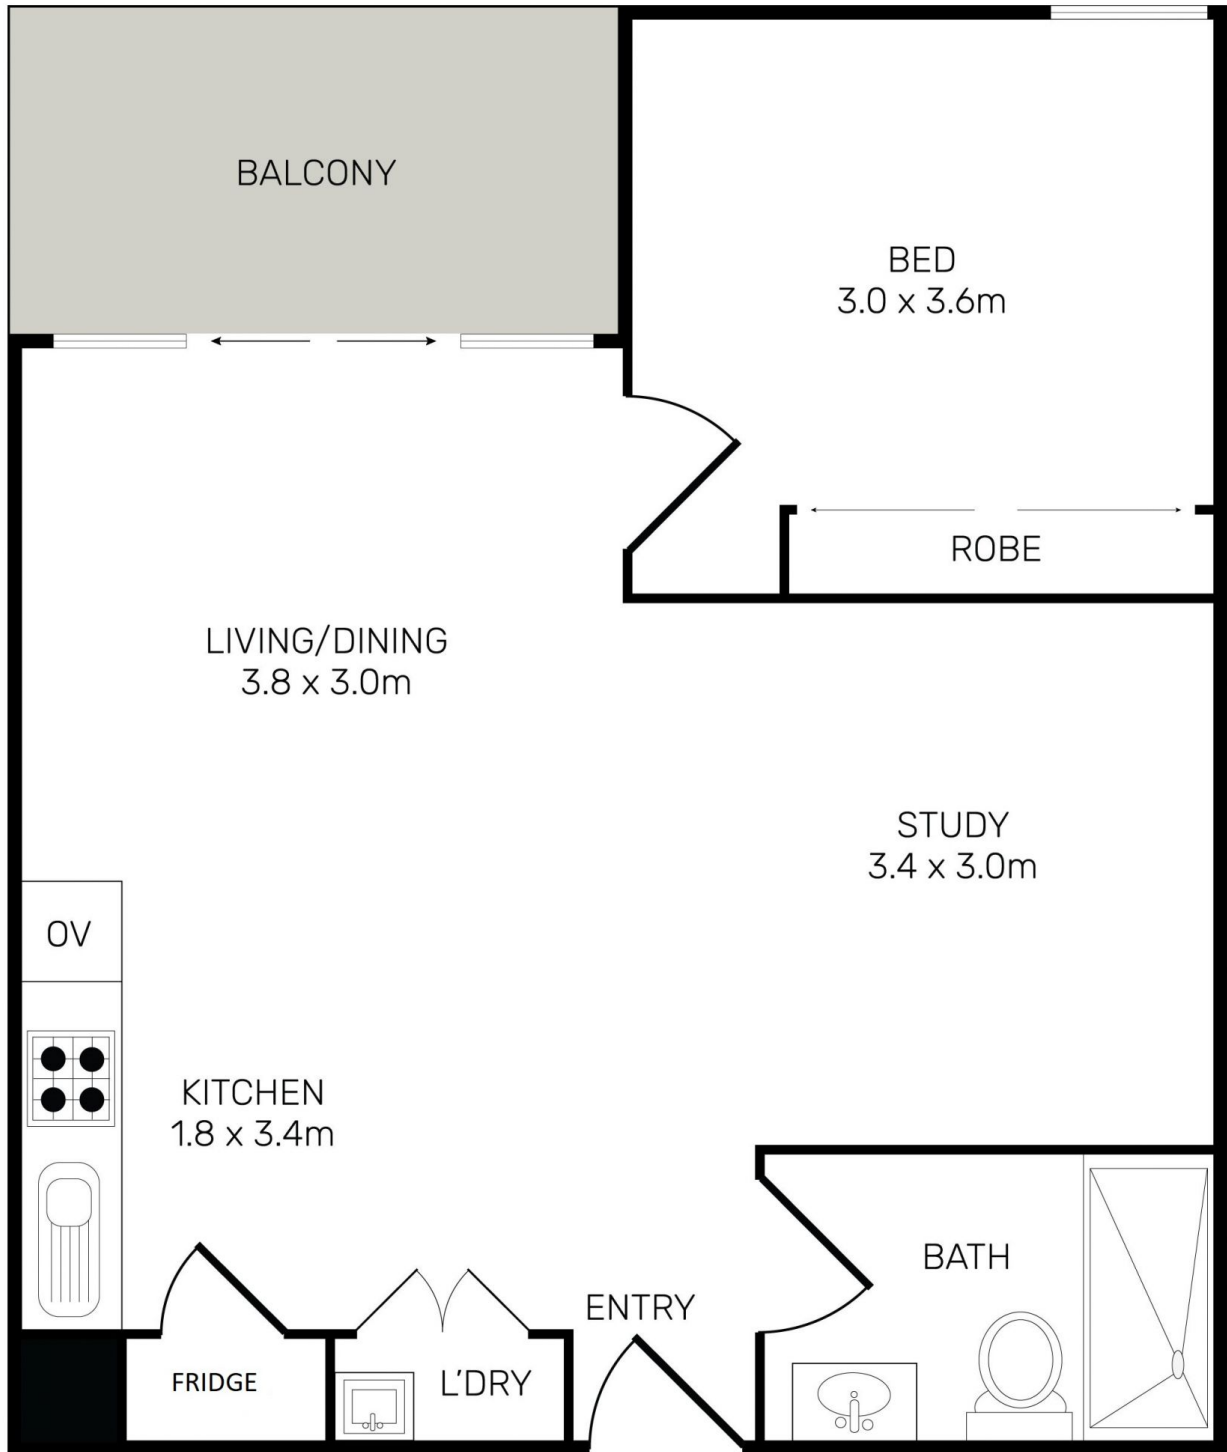 BALCONY
BED
3.0 x 3.6m
ROBE
LIVING/DINING
3.8 x 3.0m
STUDY
3.4 x 3.0m
OV
KITCHEN
1.8 x 3.4m
BATH
ENTRY
FRIDGE
L'DRY